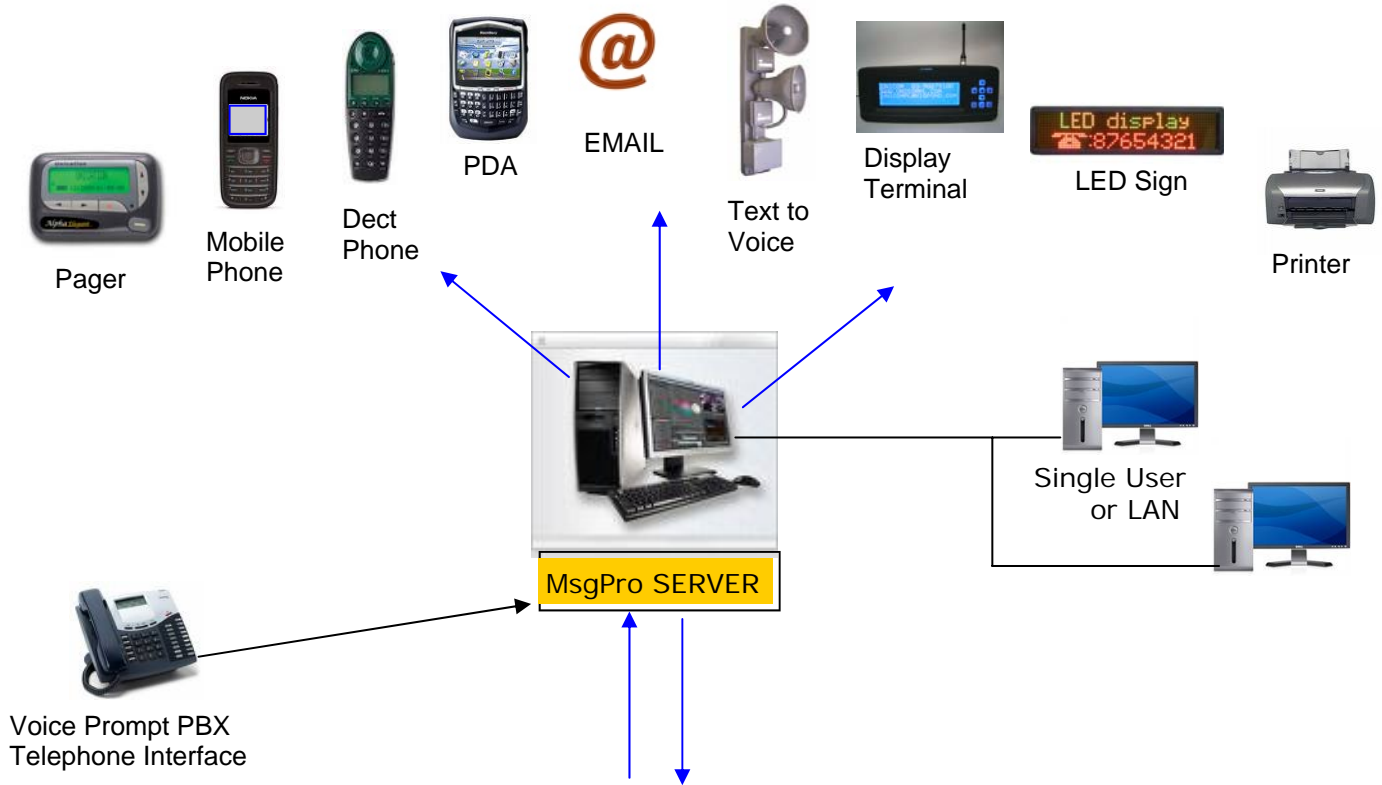 EMAIL
PDA
Display
Terminal
LED display
☎:87654321
LED Sign
NOKIA
Text to
Voice
Dect
Phone
Mobile
Phone
Pager
Printer
Single User
or LAN
MsgPro SERVER
Voice Prompt PBX
Telephone Interface